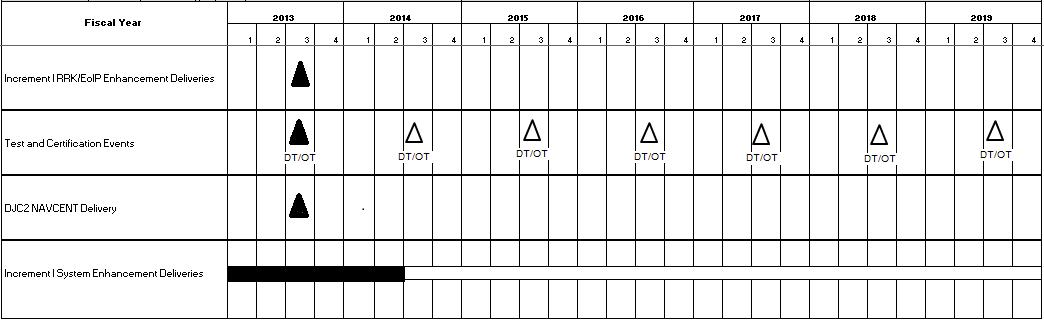 Fiscal Year 2013 2014 2015 2016 2017 2018 2019
1 2 3 4 1 2 3 4 1 2 3 4 1 2 3 4 1 2 3 4 1 2 3 4 1 2 3 4
Increment I RRK/EoIP Enhancement Deliveries
Test and Certification Events
DT/OT DT/OT DT/OT DT/OT DT/OT DT/OT DT/OT
DJC2 NAVCENT Delivery
Increment I System Enhancement Deliveries